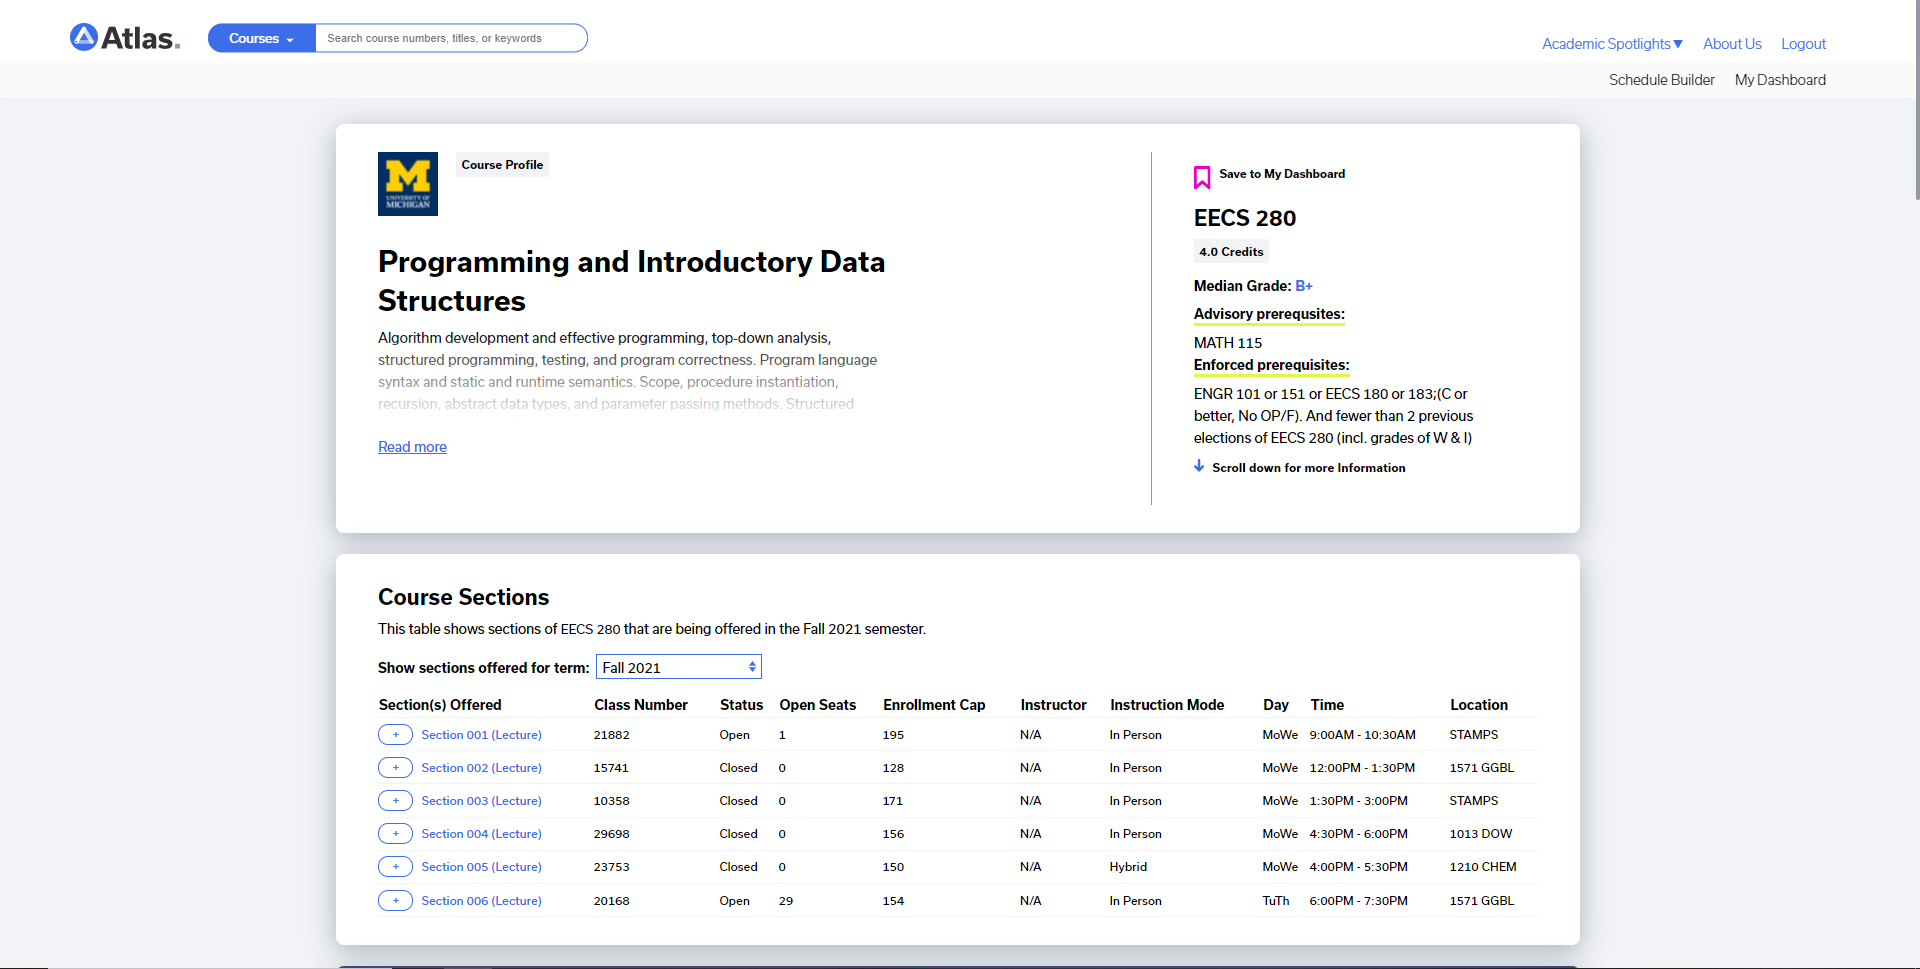 Atlas.
Courses
Search course numbers, titles, or keywords
Academic Spotlights▼ About Us Logout
Schedule Builder My Dashboard
M
UNIVERSITY OF
MICHIGAN
Course Profile
Programming and Introductory Data
Structures
Algorithm development and effective programming, top-down analysis,
structured programming, testing, and program correctness. Program language
syntax and static and runtime semantics. Scope, procedure instantiation,
recursion, abstract data types, and parameter passing methods. Structured
Read more
Save to My Dashboard
EECS 280
4.0 Credits
Median Grade: B+
Advisory prerequsites:
MATH 115
Enforced prerequisites:
ENGR 101 or 151 or EECS 180 or 183;(C or
better, No OP/F). And fewer than 2 previous
elections of EECS 280 (incl. grades of W & I)
Scroll down for more Information
Course Sections
This table shows sections of EECS 280 that are being offered in the Fall 2021 semester.
Show sections offered for term: Fall 2021
Section(s) Offered Class Number Status Open Seats Enrollment Cap Instructor Instruction Mode Day Time Location
+ Section 001 (Lecture) 21882 Open 1 195 N/A In Person MoWe 9:00AM - 10:30AM STAMPS
+ Section 002 (Lecture) 15741 Closed 0 128 N/A In Person MoWe 12:00PM - 1:30PM 1571 GGBL
+ Section 003 (Lecture) 10358 Closed 0 171 N/A In Person MoWe 1:30PM - 3:00PM STAMPS
+ Section 004 (Lecture) 29698 Closed 0 156 N/A In Person MoWe 4:30PM - 6:00PM 1013 DOW
+ Section 005 (Lecture) 23753 Closed 0 150 N/A Hybrid MoWe 4:00PM - 5:30PM 1210 CHEM
+ Section 006 (Lecture) 20168 Open 29 154 N/A In Person TuTh 6:00PM - 7:30PM 1571 GGBL